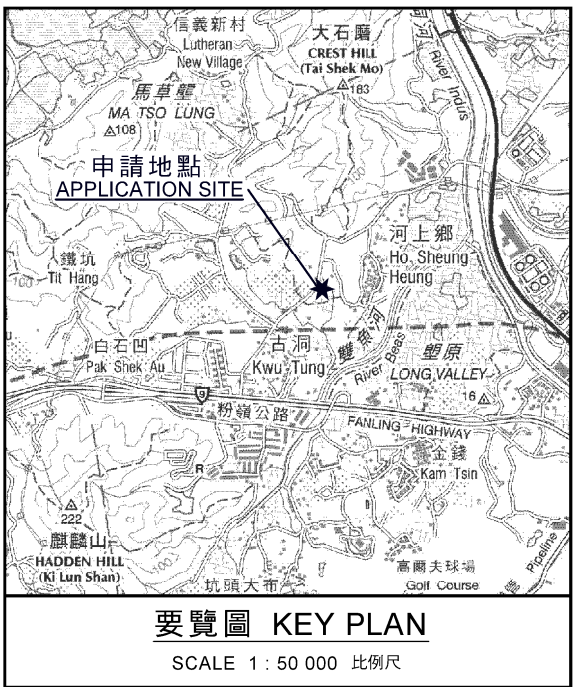 信義新村
Lutheran
New Village
大石磨
CREST HILL
(Tai Shek Mo)
183
河
River Indus
馬草壟
MA TSO LUNG
108
申請地點
APPLICATION SITE
河上鄉
Ho Sheung
Heung
鐵坑
Tit Hang
100
白石凹
Pak Shek Au
古洞
Kwu Tung
雙魚河
River Beas
塱原
LONG VALLEY
16
9
粉嶺公路
FANLING HIGHWAY
R
金錢
Kam Tsin
222
麒麟山
HADDEN HILL
(Ki Lun Shan)
100
坑頭大布
高爾夫球場
Golf Course
Pipeline
要覽圖 KEY PLAN
SCALE 1 : 50 000 比例尺